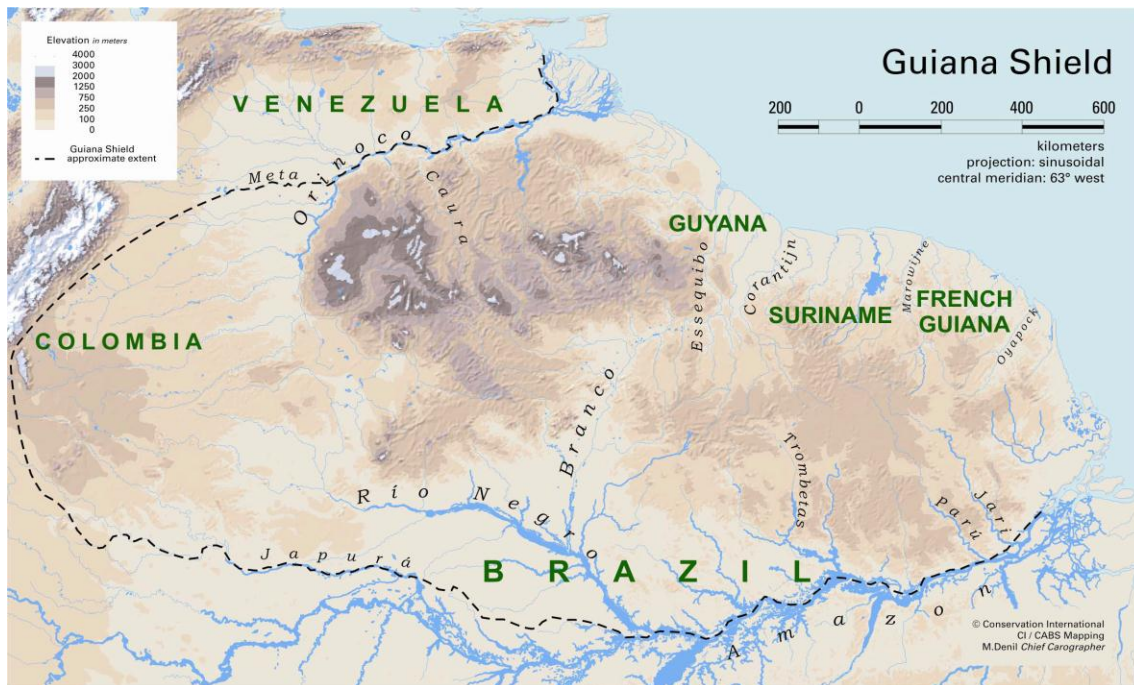 Elevation in meters
4000
3000
2000
1250
750
250
100
0
Guiana Shield
approximate extent
Guiana Shield
200 0 200 400 600
kilometers
projection: sinusoidal
central meridian: 63° west
VENEZUELA
Orinoco
Meta
Caura
GUYANA
Essequibo
Corantijn
Marowijne
SURINAME
FRENCH
GUIANA
Oyapock
COLOMBIA
Branco
Río Negro
Trombetas
Jari
Parú
Japurá
BRAZIL
Amazon
© Conservation International
CI / CABS Mapping
M.Denil Chief Carographer